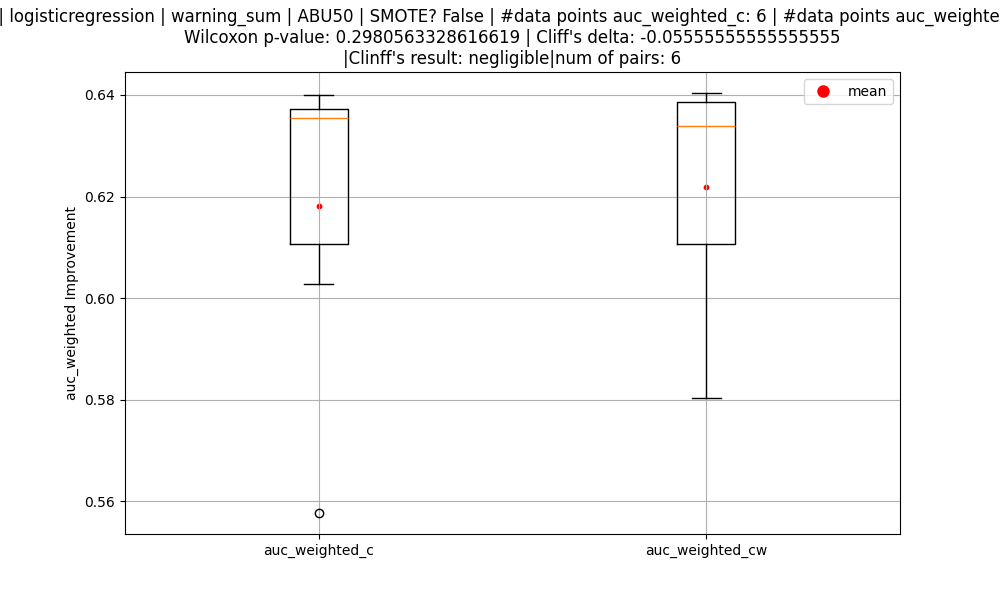 | logisticregression | warning_sum | ABU50 | SMOTE? False | #data points auc_weighted_c: 6 | #data points
Wilcoxon p-value: 0.2980563328616619 | Cliff's delta: -0.05555555555555555
|Clinff's result: negligible|num of pairs: 6
mean
auc_weighted Improvement
0.64
0.62
0.60
0.58
0.56
auc_weighted_c
auc_weighted_cw